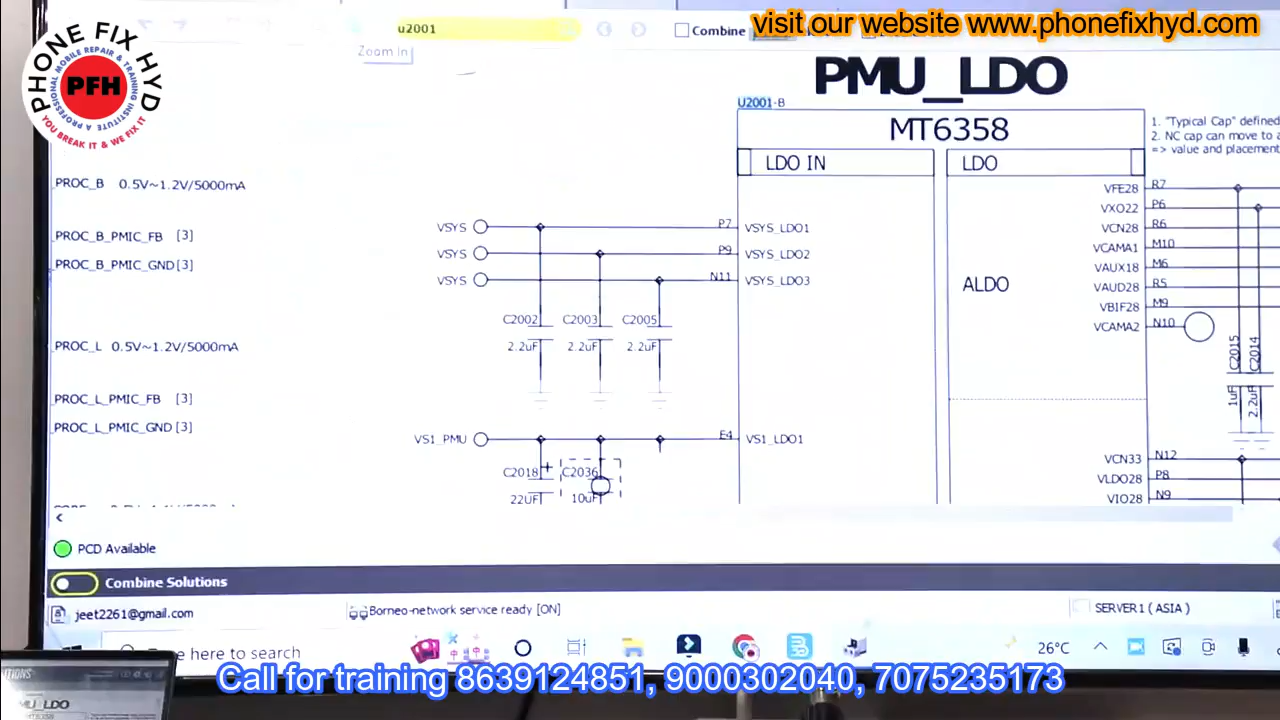 visit our website www.phonefixhyd.com
PHONE FIX HYD
A PROFESSIONAL MOBILE REPAIR & TRAINING INSTITUTE
PFH
YOU BREAK IT & WE FIX IT
u2001
Combine
Zoom In
PMU_LDO
U2001-B
MT6358
LDO IN
LDO
1. "Typical Cap" defined
2. NC cap can move to a
=> value and placement
PROC_B 0.5V~1.2V/5000mA
PROC_B_PMIC_FB [3]
PROC_B_PMIC_GND[3]
PROC_L 0.5V~1.2V/5000mA
PROC_L_PMIC_FB [3]
PROC_L_PMIC_GND[3]
VSYS P7 VSYS_LDO1
VSYS P9 VSYS_LDO2
VSYS N11 VSYS_LDO3
C2002 C2003 C2005
2.2uF 2.2uF 2.2uF
VS1_PMU E4 VS1_LDO1
C2018 C2036
22UF 10uF
ALDO
VFE28 R7
VXO22 P6
VCN28 R6
VCAMA1 M10
VAUX18 M6
VAUD28 R5
VBIF28 M9
VCAMA2 N10
C2015 C2014
1uF 2.2uF
VCN33 N12
VLDO28 P8
VIO28 N9
<
PCD Available
Combine Solutions
jeet2261@gmail.com
Borneo-network service ready [ON]
SERVER1 ( ASIA )
here to search
26°C
PMU_LDO
MT6358
Call for training 8639124851, 9000302040, 7075235173